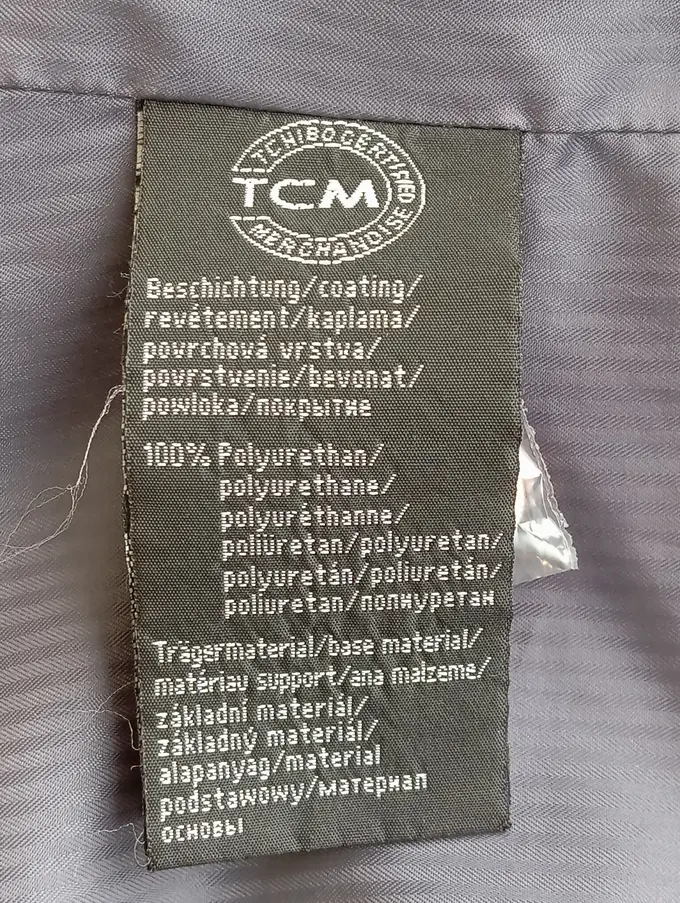 TCHIBO CERTIFIED
TCM
MERCHANDISE
Beschichtung/coating/
revêtement/kaplama/
povrchová vrstva/
povrstvenie/bevonat/
powloka/покрытие
100% Polyurethan/
polyurethane/
polyuréthanne/
poliüretan/polyuretan/
polyuretán/poliuretán/
poliuretan/полиуретан
Trägermaterial/base material/
matériau support/ana malzeme/
základní materiál/
základný materiál/
alapanyag/material
podstawowy/материал
основы